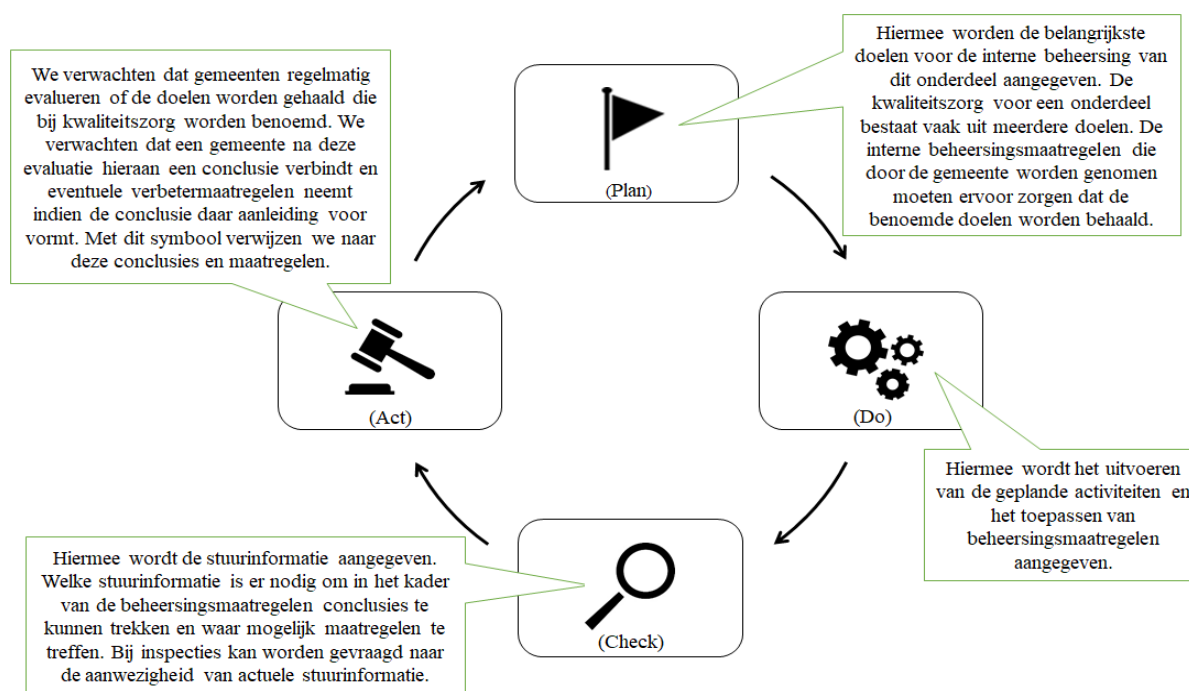 We verwachten dat gemeenten regelmatig
evalueren of de doelen worden gehaald die
bij kwaliteitszorg worden benoemd. We
verwachten dat een gemeente na deze
evaluatie hieraan een conclusie verbindt en
eventuele verbetermaatregelen neemt
indien de conclusie daar aanleiding voor
vormt. Met dit symbool verwijzen we naar
deze conclusies en maatregelen.
(Plan)
Hiermee worden de belangrijkste
doelen voor de interne beheersing van
dit onderdeel aangegeven. De
kwaliteitszorg voor een onderdeel
bestaat vaak uit meerdere doelen. De
interne beheersingsmaatregelen die
door de gemeente worden genomen
moeten ervoor zorgen dat de
benoemde doelen worden behaald.
(Act)
(Do)
Hiermee wordt het uitvoeren
van de geplande activiteiten en
het toepassen van
beheersingsmaatregelen
aangegeven.
Hiermee wordt de stuurinformatie aangegeven.
Welke stuurinformatie is er nodig om in het kader
van de beheersingsmaatregelen conclusies te
kunnen trekken en waar mogelijk maatregelen te
treffen. Bij inspecties kan worden gevraagd naar
de aanwezigheid van actuele stuurinformatie.
(Check)